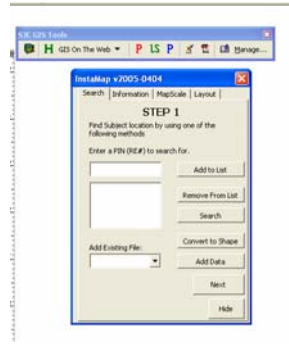 SJC GIS Tools
H GIS On The Web P LS P Manage...
InstaMap v2005-0404
Search Information MapScale Layout
STEP 1
Find Subject location by using one of the
following methods
Enter a PIN (RE#) to search for.
Add to List
Remove From List
Search
Convert to Shape
Add Existing File:
Add Data
Next
Hide